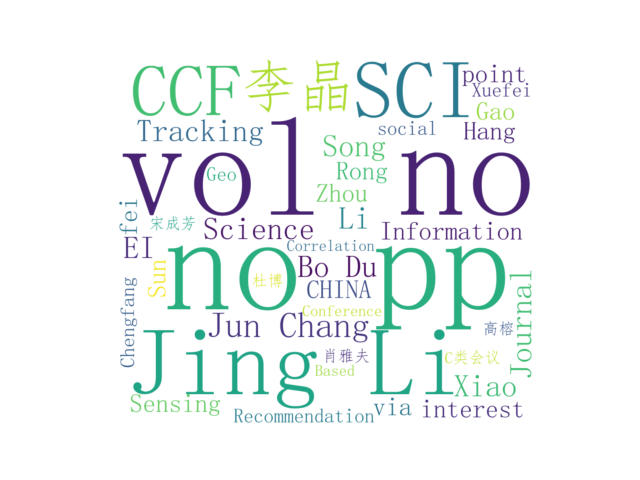 CCF 李晶 SCI point
Xuefei
Tracking social Gao
Hang
vol Song no
Geo Rong
Zhou
fei 宋成芳 Science Li Information
EI no Correlation pp
Sun 杜博 Bo Du
CHINA
Chengfang Conference
Jun Chang 高榕 Journal
Jing 肖雅夫 Li C类会议
Based Xiao
Sensing Recommendation via interest